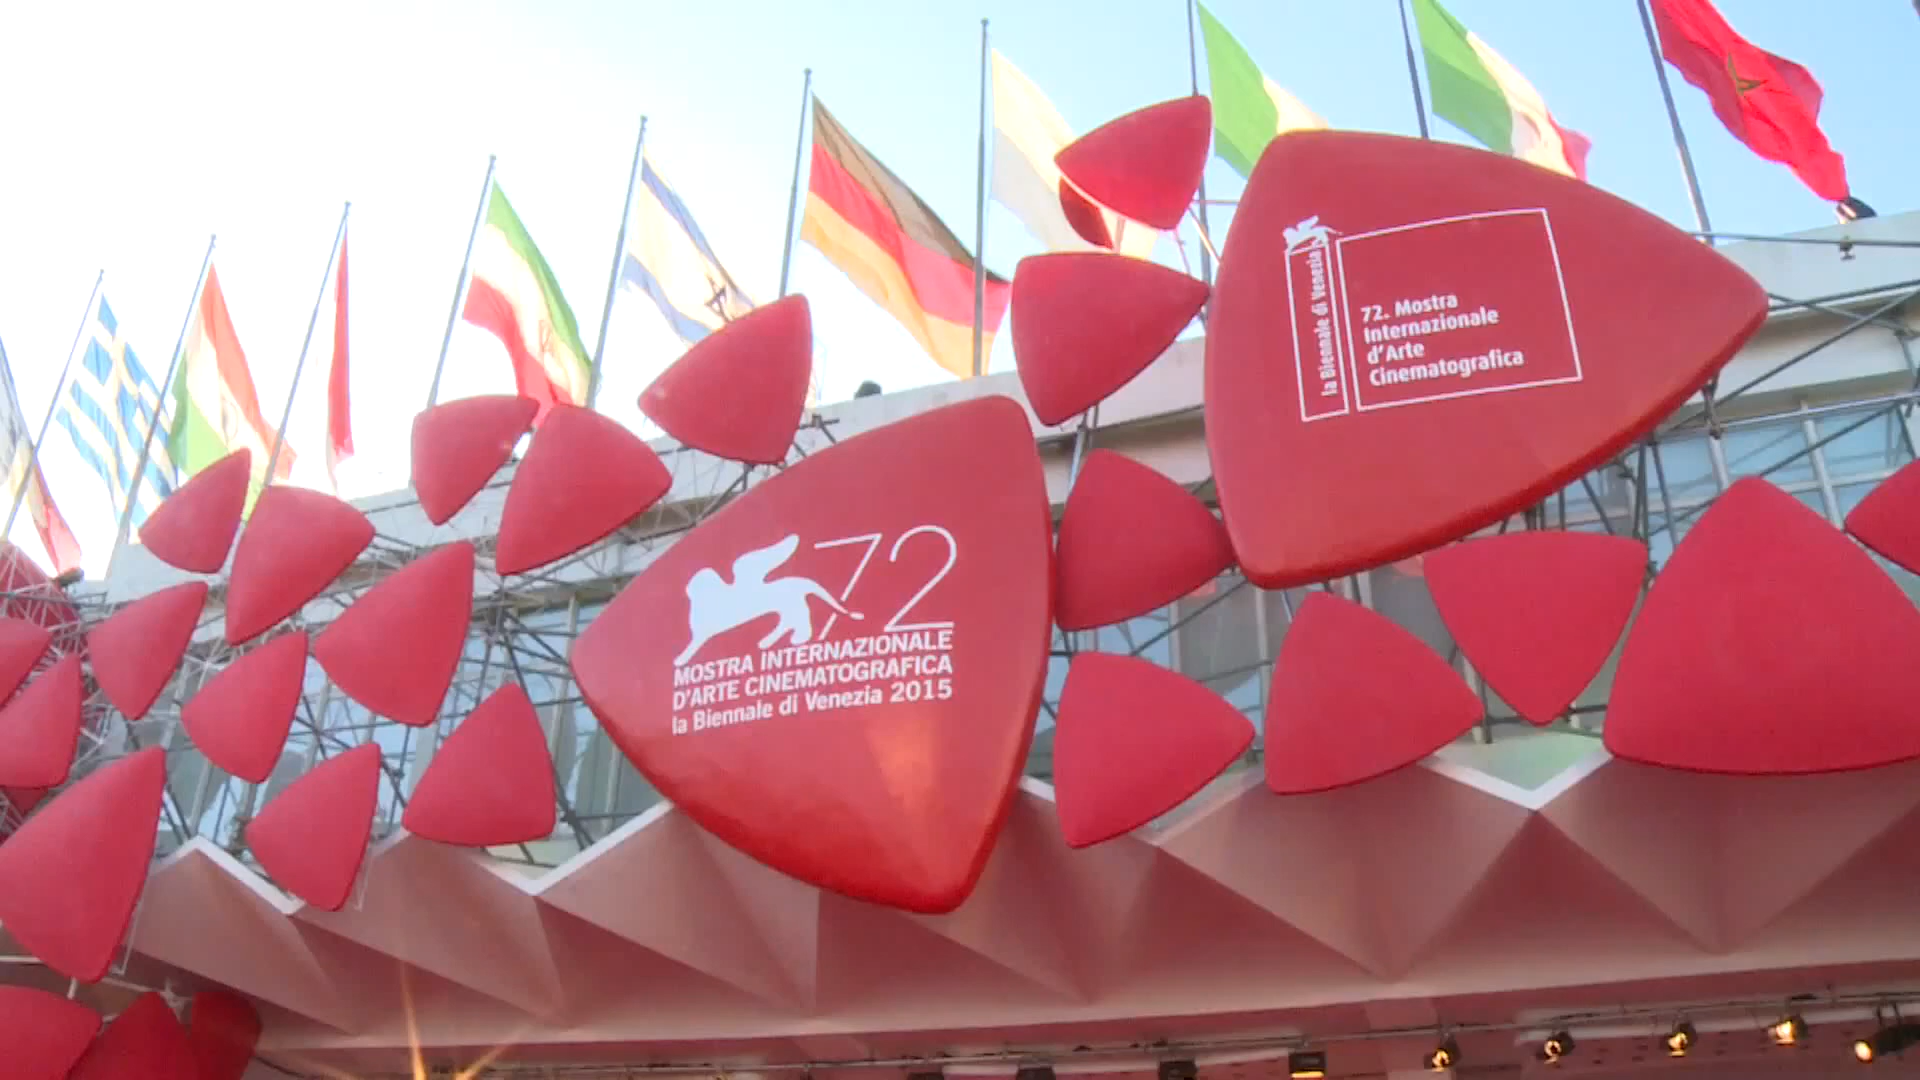 72
MOSTRA INTERNAZIONALE
D'ARTE CINEMATOGRAFICA
la Biennale di Venezia 2015
la Biennale di Venezia
72. Mostra
Internazionale
d'Arte
Cinematografica